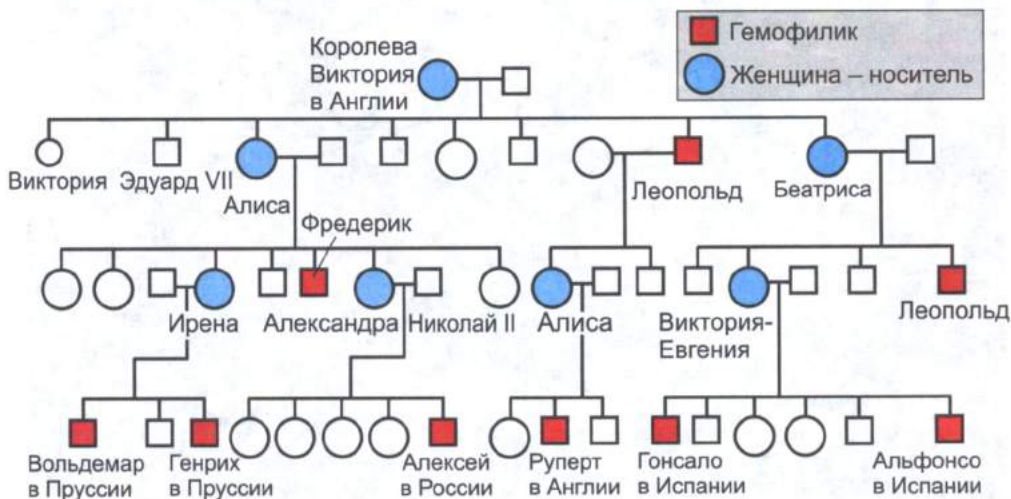 Королева
Виктория
в Англии
Гемофилик
Женщина – носитель
Виктория
Эдуард VII
Алиса
Леопольд
Беатриса
Фредерик
Ирена
Александра
Николай II
Алиса
Виктория-
Евгения
Леопольд
Вольдемар
в Пруссии
Генрих
в Пруссии
Алексей
в России
Руперт
в Англии
Гонсало
в Испании
Альфонсо
в Испании